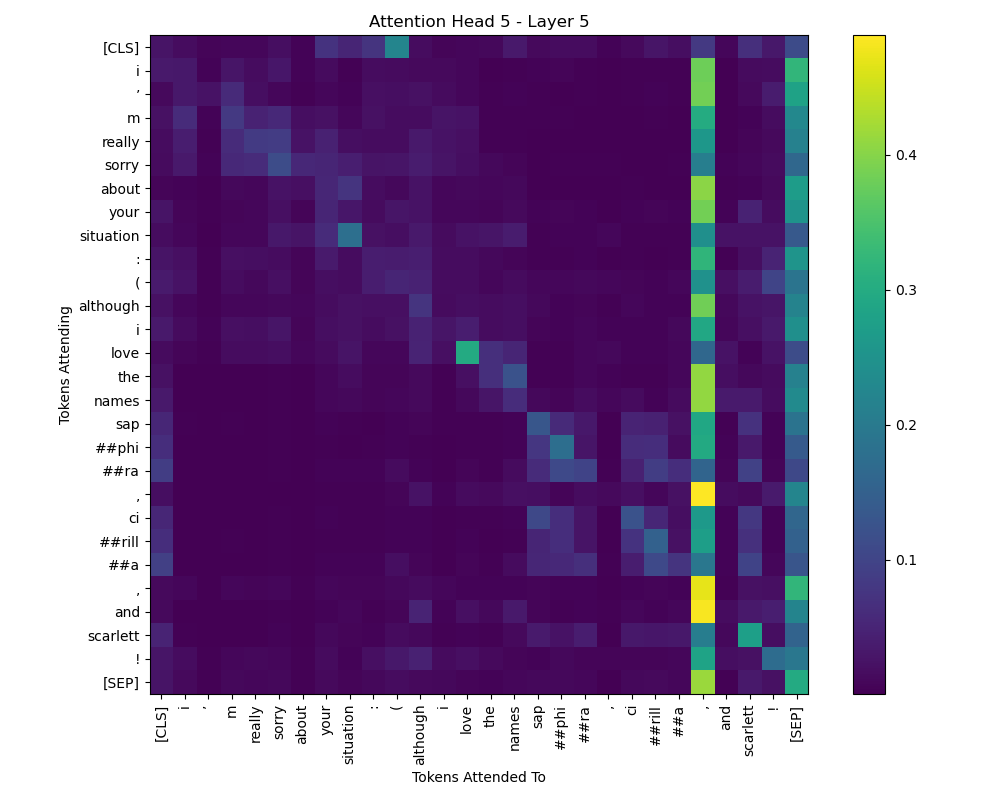 Attention Head 5 - Layer 5
Tokens Attending
[CLS]
i
’
m
really
sorry
about
your
situation
:
(
although
i
love
the
names
sap
##phi
##ra
,
ci
##rill
##a
,
and
scarlett
!
[SEP]
[CLS] i ’ m really sorry about your situation : ( although i love the names sap ##phi ##ra , ci ##rill ##a , and scarlett ! [SEP]
Tokens Attended To
0.4
0.3
0.2
0.1